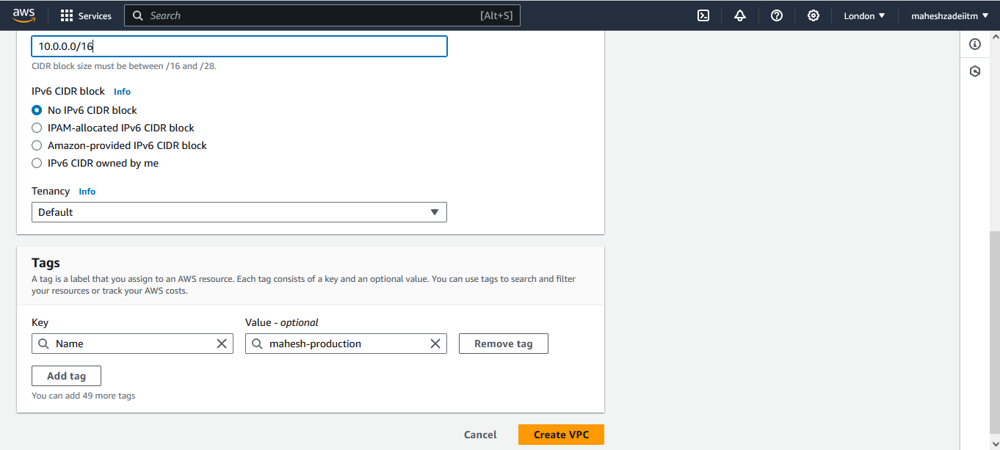 aws Services Search [Alt+S] London maheshzadeiitm
10.0.0.0/16
CIDR block size must be between /16 and /28.
IPv6 CIDR block Info
No IPv6 CIDR block
IPAM-allocated IPv6 CIDR block
Amazon-provided IPv6 CIDR block
IPv6 CIDR owned by me
Tenancy Info
Default
Tags
A tag is a label that you assign to an AWS resource. Each tag consists of a key and an optional value. You can use tags to search and filter
your resources or track your AWS costs.
Key Value - optional
Name mahesh-production Remove tag
Add tag
You can add 49 more tags
Cancel Create VPC